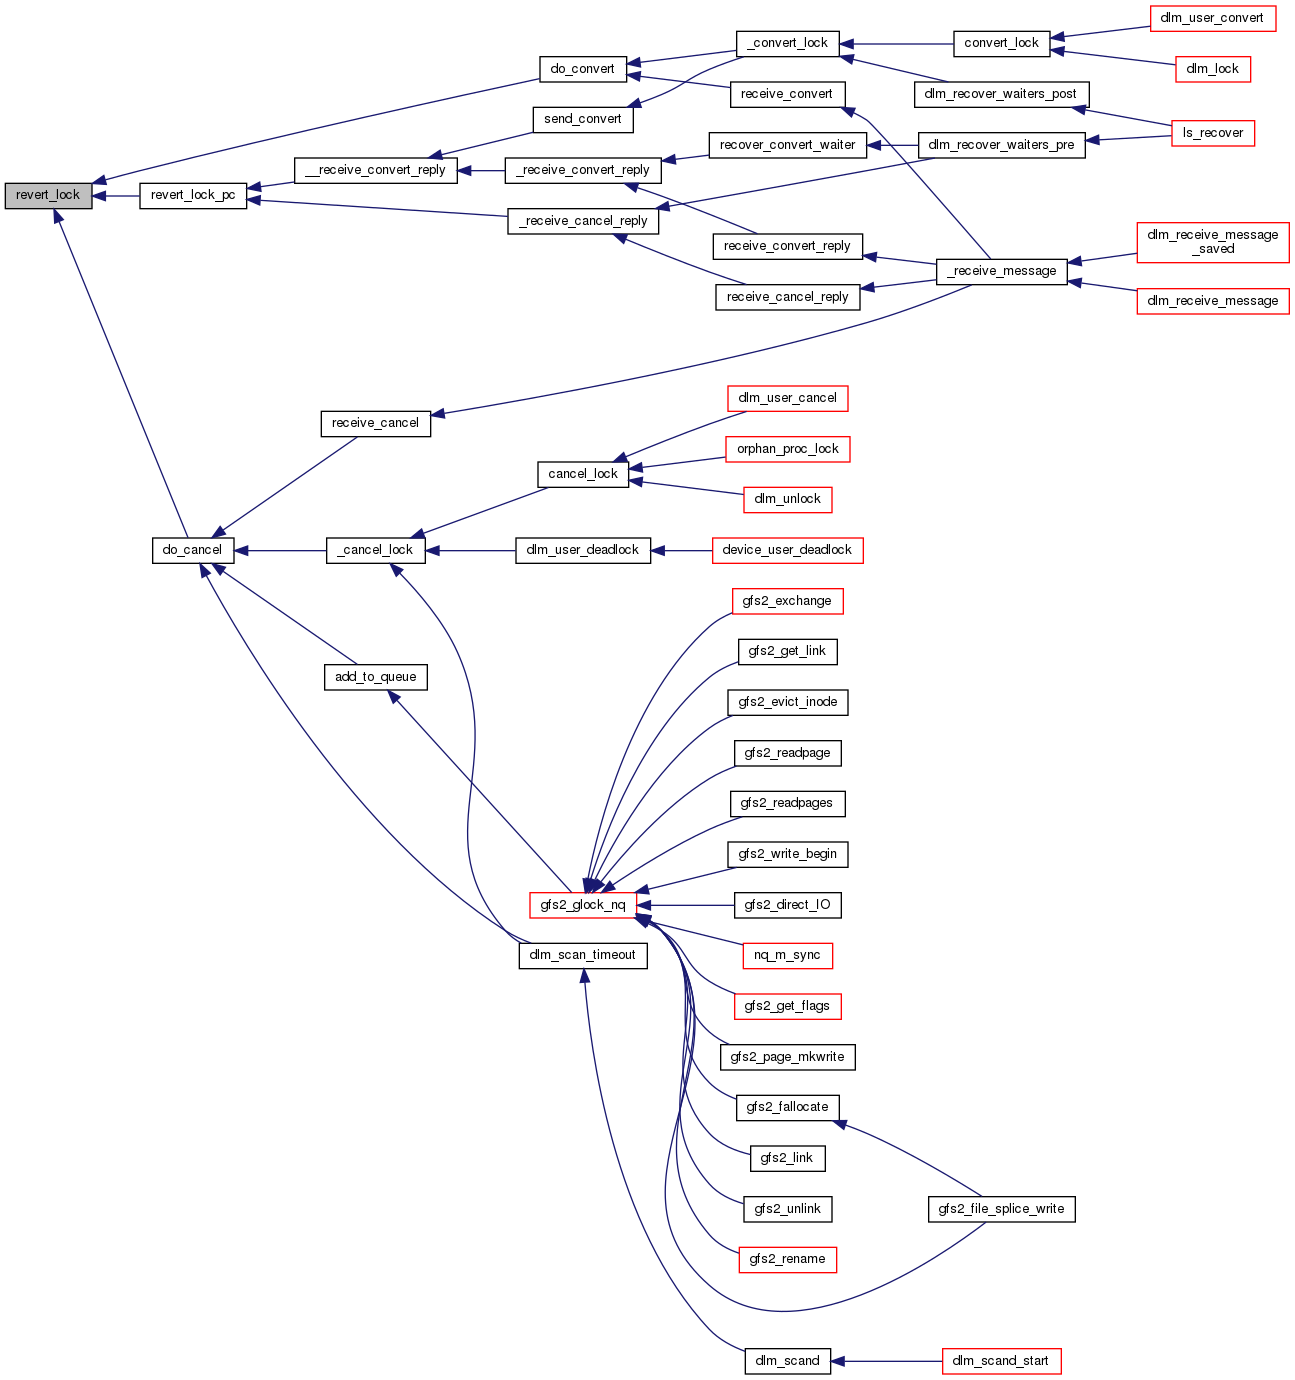 dlm_user_convert
_convert_lock
convert_lock
do_convert
dlm_lock
receive_convert
dlm_recover_waiters_post
send_convert
ls_recover
recover_convert_waiter
dlm_recover_waiters_pre
__receive_convert_reply
_receive_convert_reply
revert_lock
revert_lock_pc
_receive_cancel_reply
dlm_receive_message
_saved
receive_convert_reply
_receive_message
receive_cancel_reply
dlm_receive_message
dlm_user_cancel
receive_cancel
orphan_proc_lock
cancel_lock
dlm_unlock
do_cancel
_cancel_lock
dlm_user_deadlock
device_user_deadlock
gfs2_exchange
gfs2_get_link
add_to_queue
gfs2_evict_inode
gfs2_readpage
gfs2_readpages
gfs2_write_begin
gfs2_glock_nq
gfs2_direct_IO
dlm_scan_timeout
nq_m_sync
gfs2_get_flags
gfs2_page_mkwrite
gfs2_fallocate
gfs2_link
gfs2_unlink
gfs2_file_splice_write
gfs2_rename
dlm_scand
dlm_scand_start